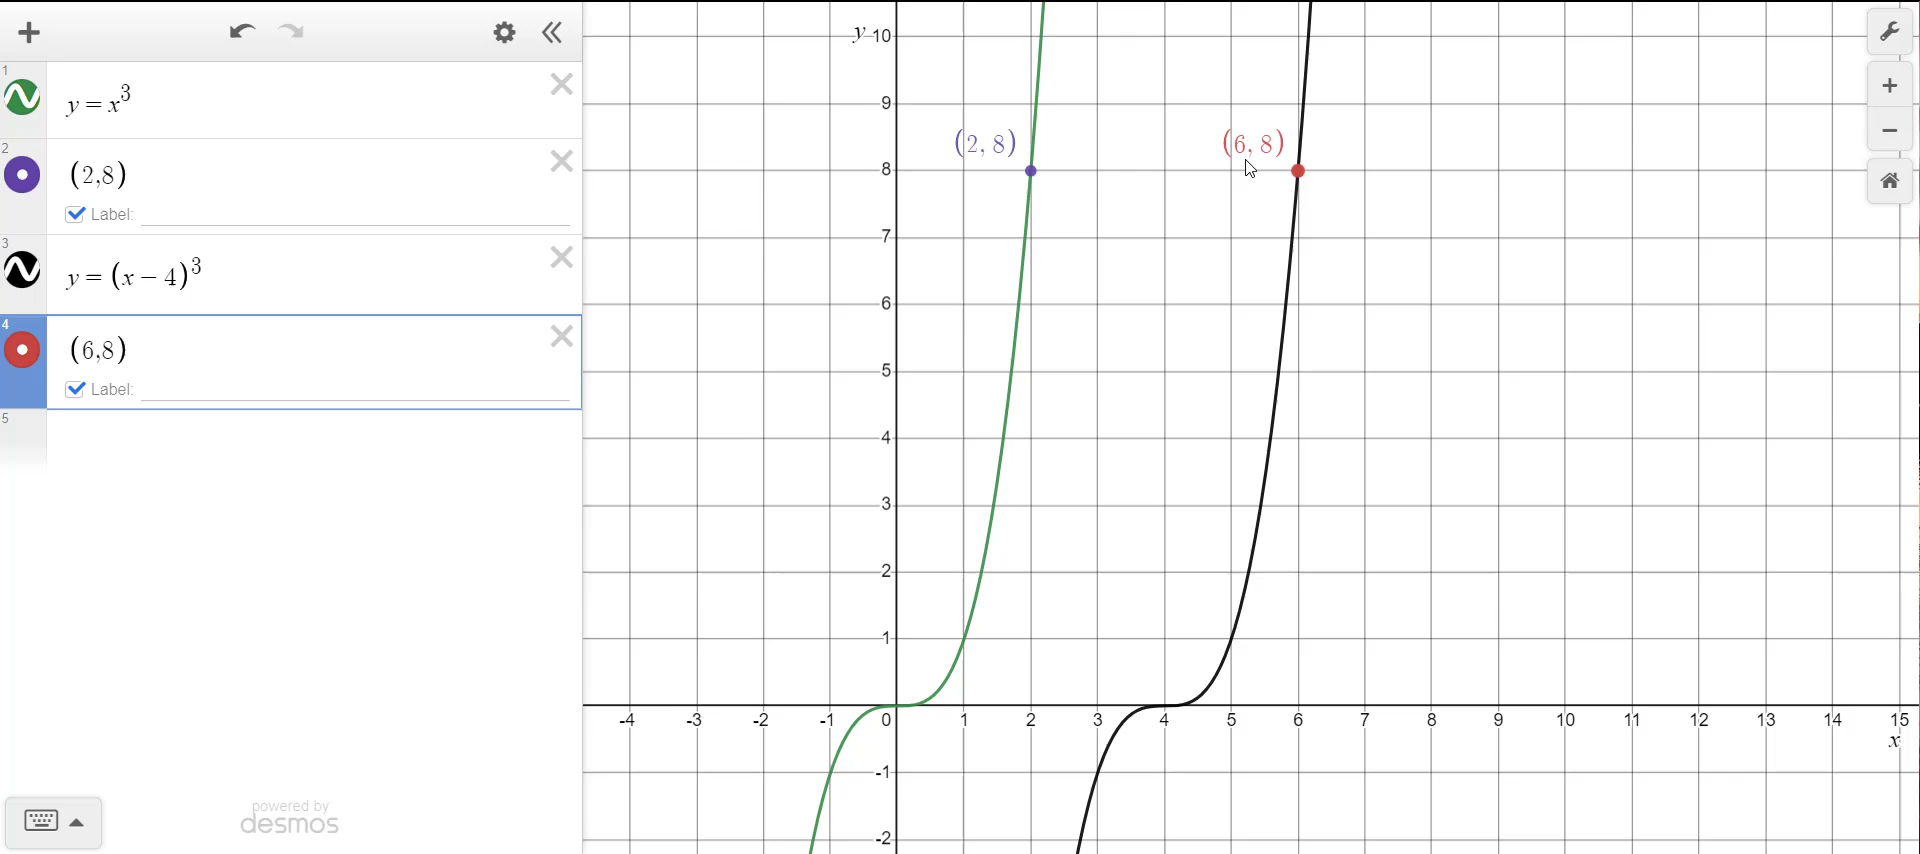 1
y = x^3
2
(2,8)
Label:
3
y = (x − 4)^3
4
(6,8)
Label:
5
powered by
desmos
y
10
9
(2, 8)
(6, 8)
8
7
6
5
4
3
2
1
-4 -3 -2 -1 0 1 2 3 4 5 6 7 8 9 10 11 12 13 14 15
x
-1
-2